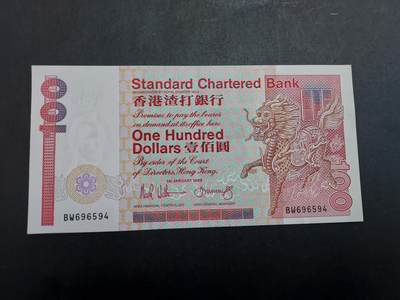 100
Standard Chartered Bank
香港渣打銀行
Promises to pay the bearer
on demand at its office here
One Hundred
Dollars 壹佰圓
By order of the Court
of Directors, Hong Kong.
BW696594
BW696594
100